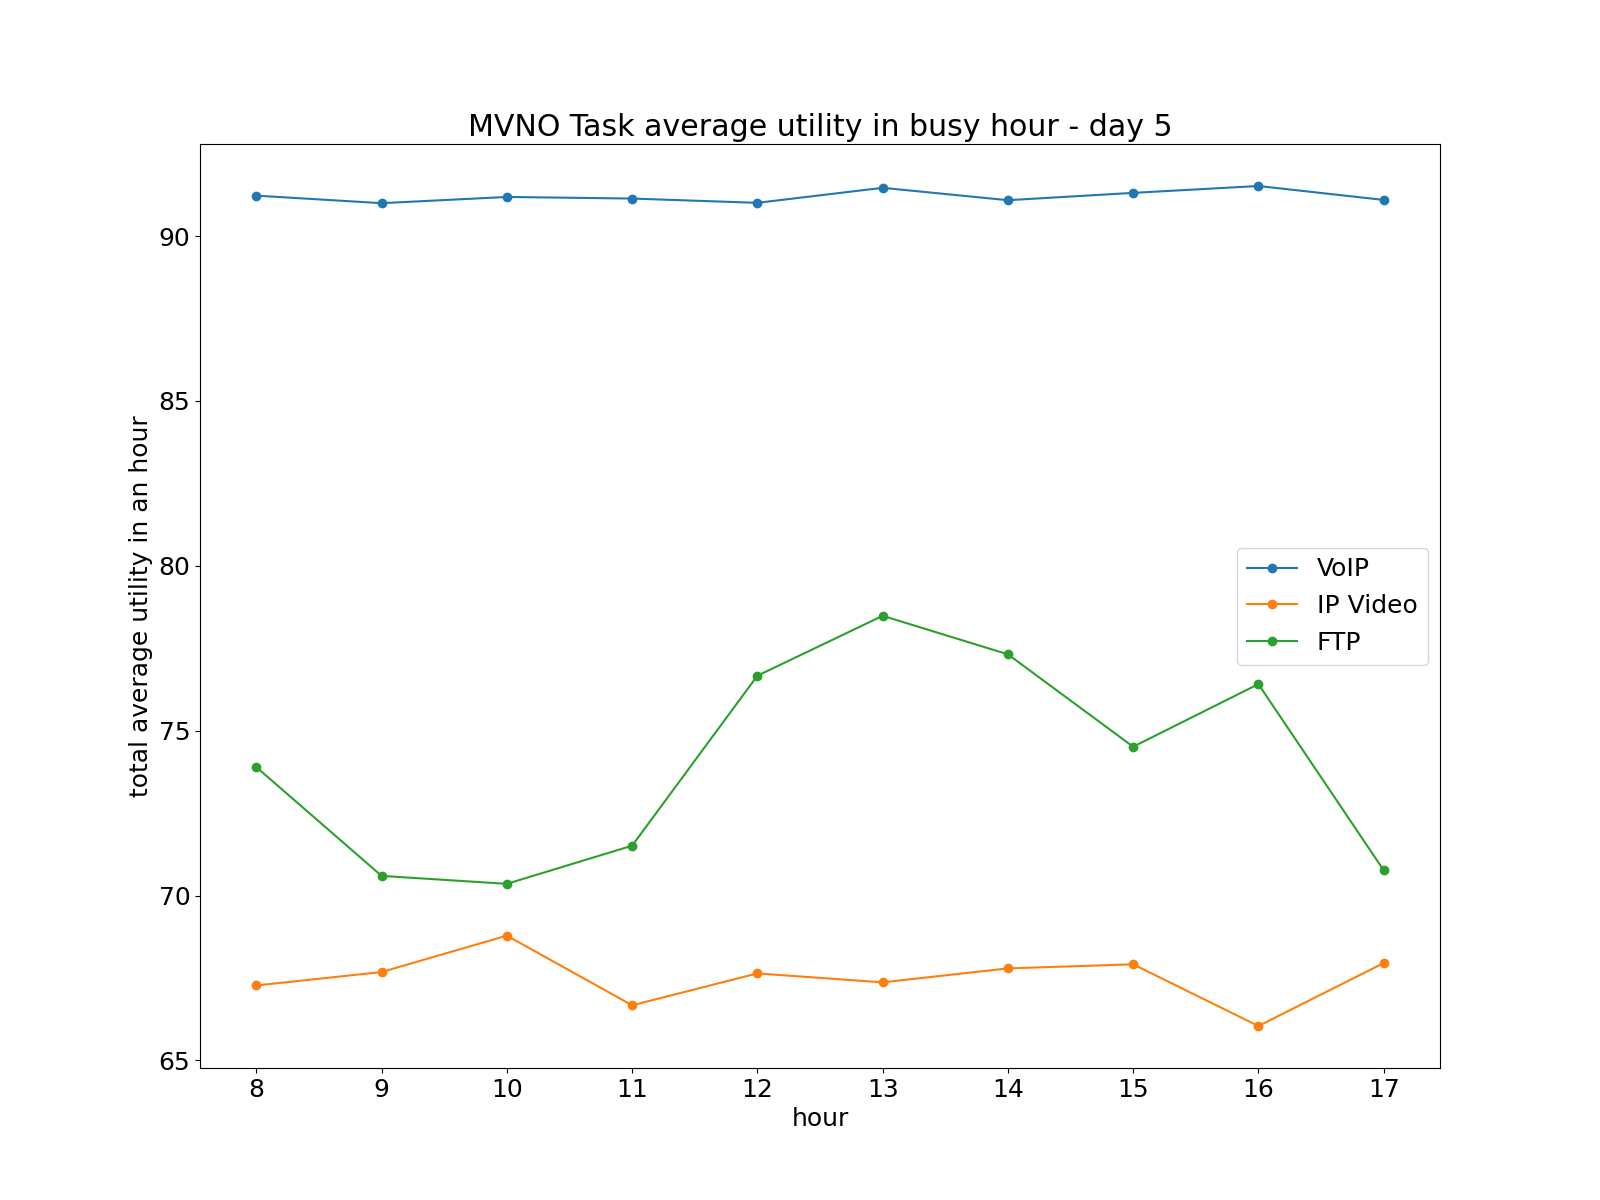 MVNO Task average utility in busy hour - day 5
total average utility in an hour
90
85
80
75
70
65
VoIP
IP Video
FTP
8 9 10 11 12 13 14 15 16 17
hour